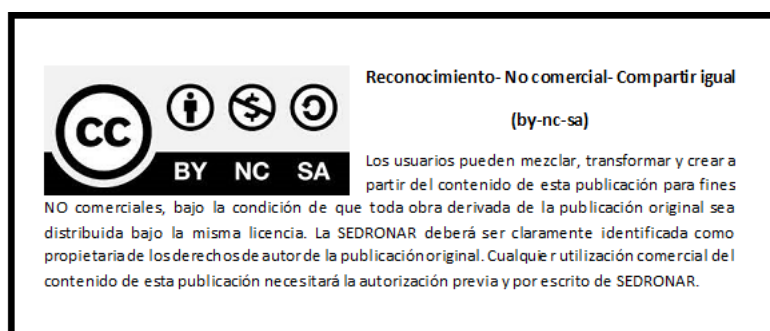 Reconocimiento- No comercial- Compartir igual
(by-nc-sa)
cc
BY NC SA
Los usuarios pueden mezclar, transformar y crear a
partir del contenido de esta publicación para fines
NO comerciales, bajo la condición de que toda obra derivada de la publicación original sea
distribuida bajo la misma licencia. La SEDRONAR deberá ser claramente identificada como
propietaria de los derechos de autor de la publicación original. Cualquier utilización comercial del
contenido de esta publicación necesitará la autorización previa y por escrito de SEDRONAR.